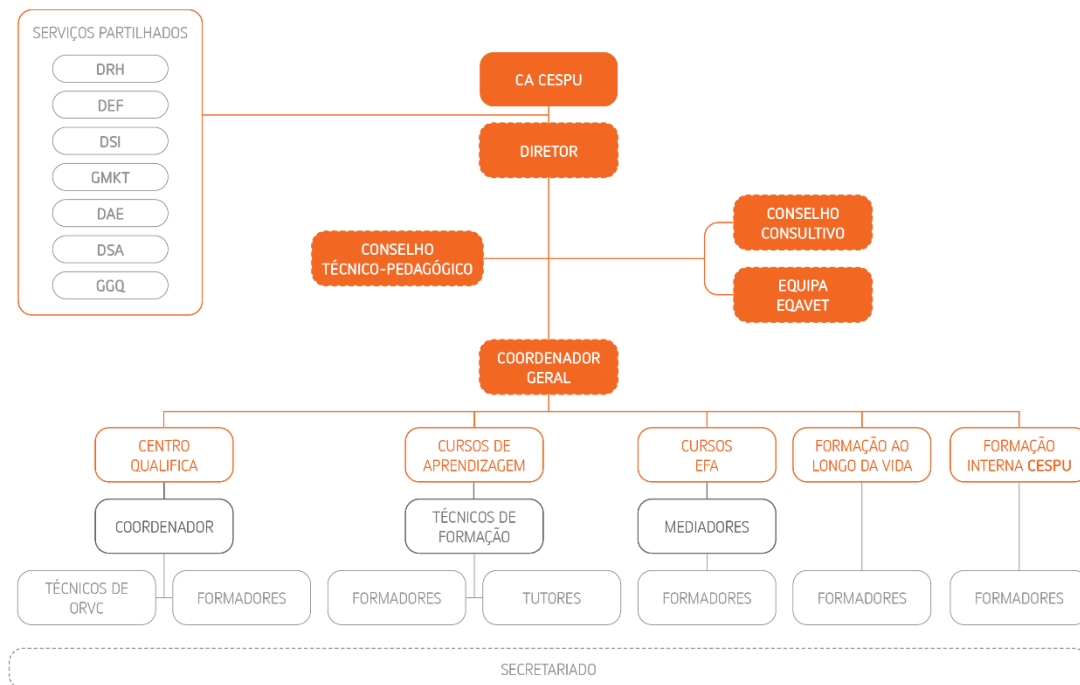 SERVIÇOS PARTILHADOS
DRH
DEF
DSI
GMKT
DAE
DSA
GGQ
CA CESPU
DIRETOR
CONSELHO
TÉCNICO-PEDAGÓGICO
CONSELHO
CONSULTIVO
EQUIPA
EQAVET
COORDENADOR
GERAL
CENTRO
QUALIFICA
CURSOS DE
APRENDIZAGEM
CURSOS
EFA
FORMAÇÃO AO
LONGO DA VIDA
FORMAÇÃO
INTERNA CESPU
COORDENADOR
TÉCNICOS DE
FORMAÇÃO
MEDIADORES
TÉCNICOS DE
ORVC
FORMADORES
FORMADORES
TUTORES
FORMADORES
FORMADORES
FORMADORES
SECRETARIADO